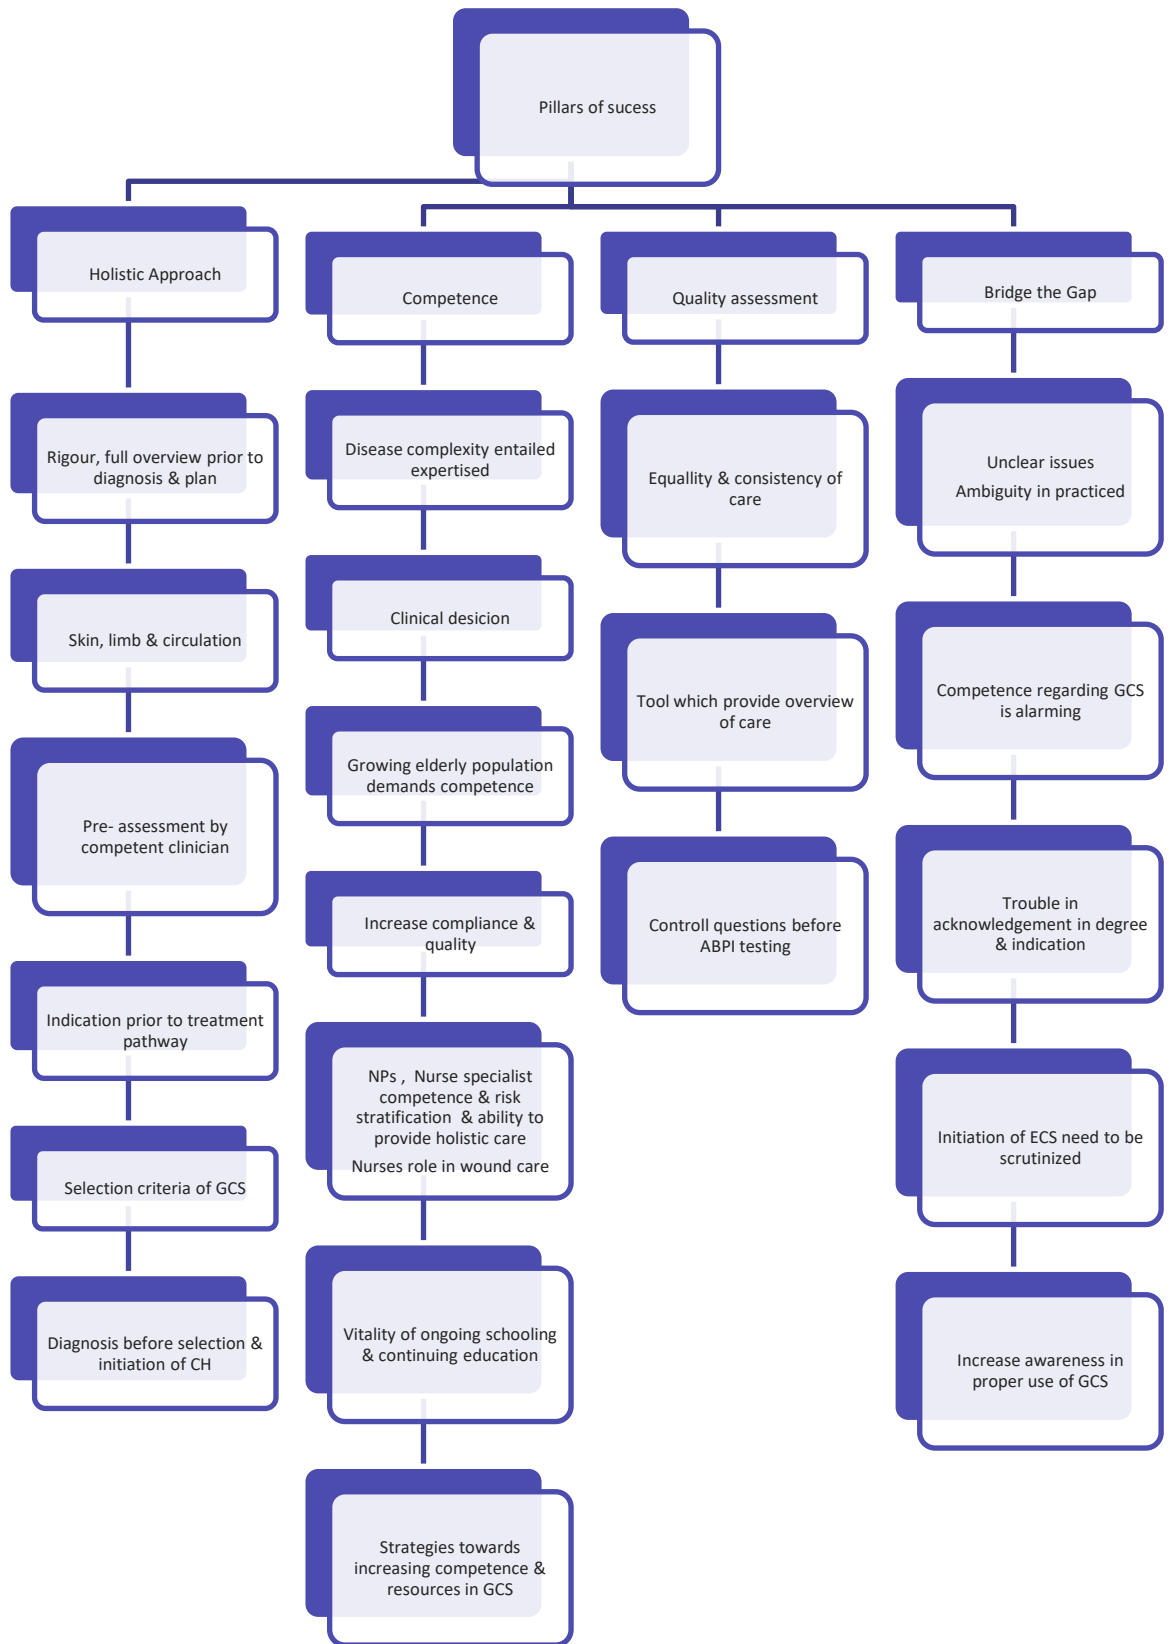 Pillars of sucess
Holistic Approach
Rigour, full overview prior to
diagnosis & plan
Skin, limb & circulation
Pre- assessment by
competent clinician
Indication prior to treatment
pathway
Selection criteria of GCS
Diagnosis before selection &
initiation of CH
Competence
Disease complexity entailed
expertised
Clinical desicion
Growing elderly population
demands competence
Increase compliance &
quality
NPs , Nurse specialist
competence & risk
stratification & ability to
provide holistic care
Nurses role in wound care
Vitality of ongoing schooling
& continuing education
Strategies towards
increasing competence &
resources in GCS
Quality assessment
Equallity & consistency of
care
Tool which provide overview
of care
Controll questions before
ABPI testing
Bridge the Gap
Unclear issues
Ambiguity in practiced
Competence regarding GCS
is alarming
Trouble in
acknowledgement in degree
& indication
Initiation of ECS need to be
scrutinized
Increase awareness in
proper use of GCS